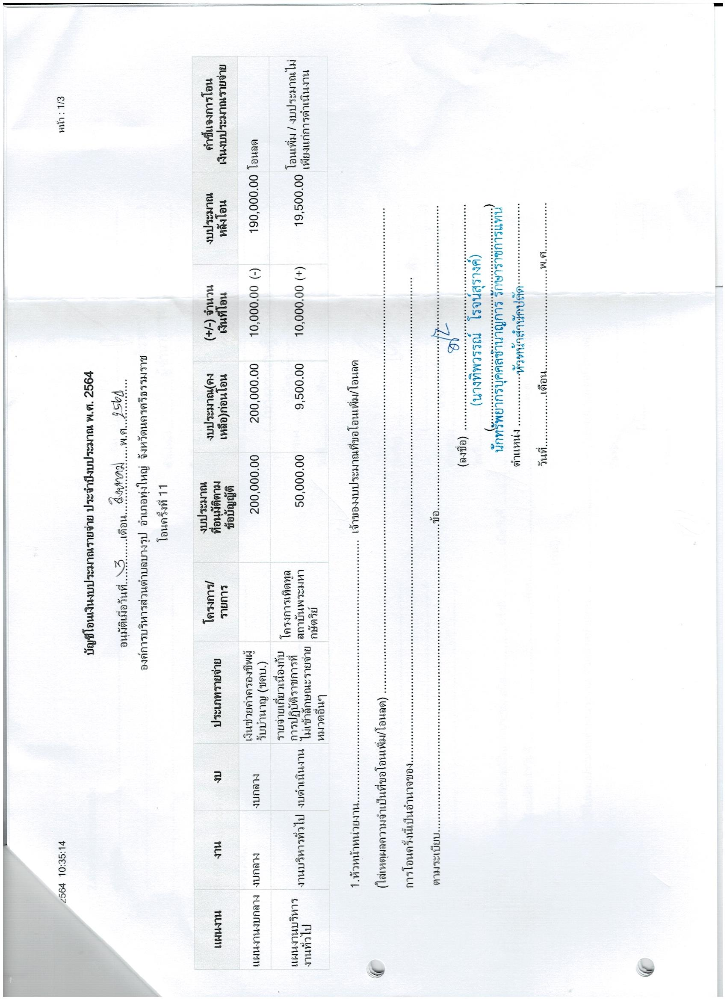 2564 10:35:14
หน้า : 1/3
บัญชีโอนเงินงบประมาณรายจ่าย ประจำปีงบประมาณ พ.ศ. 2564
อนุมัติเมื่อวันที่.....3.....เดือน....สิงหาคม....พ.ศ...2564....
องค์การบริหารส่วนตำบลบางรูป อำเภอทุ่งใหญ่ จังหวัดนครศรีธรรมราช
โอนครั้งที่ 11
แผนงาน งาน งบ ประเภทรายจ่าย โครงการ/รายการ งบประมาณที่อนุมัติตามข้อบัญญัติ งบประมาณ(คงเหลือ)ก่อนโอน (+/-) จำนวนเงินที่โอน งบประมาณหลังโอน คำชี้แจงการโอนเงินงบประมาณรายจ่าย
แผนงานงบกลาง งบกลาง งบกลาง เงินช่วยค่าครองชีพผู้รับบำนาญ (ชคบ.) 200,000.00 200,000.00 10,000.00 (-) 190,000.00 โอนลด
แผนงานบริหารงานทั่วไป งานบริหารทั่วไป งบดำเนินงาน รายจ่ายเกี่ยวเนื่องกับการปฏิบัติราชการที่ไม่เข้าลักษณะรายจ่ายหมวดอื่นๆ โครงการเทิดทูลสถาบันพระมหากษัตริย์ 50,000.00 9,500.00 10,000.00 (+) 19,500.00 โอนเพิ่ม / งบประมาณไม่เพียงแก่การดำเนินงาน
1.หัวหน้าหน่วยงาน.................... เจ้าของงบประมาณที่ขอโอนเพิ่ม/โอนลด
(ใส่เหตุผลความจำเป็นที่ขอโอนเพิ่ม/โอนลด) ....................
การโอนครั้งนี้เป็นอำนาจของ....................
ตามระเบียบ....................ข้อ....................
(ลงชื่อ) ....................
(นางทิพวรรณ์ โรจน์สุรางค์)
(....................)
นักทรัพยากรบุคคลชำนาญการ รักษาราชการแทน
ตำแหน่ง ..........หัวหน้าสำนักปลัด..........
วันที่..........เดือน....................พ.ศ..........